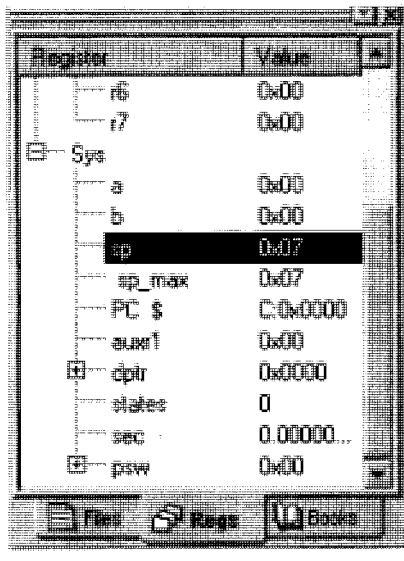 Register Value
r6 0x00
r7 0x00
Sys
a 0x00
b 0x00
sp 0x07
sp_max 0x07
PC $ C:0x0000
auxr1 0x00
dptr 0x0000
states 0
sec 0.00000...
psw 0x00
Files Regs Books